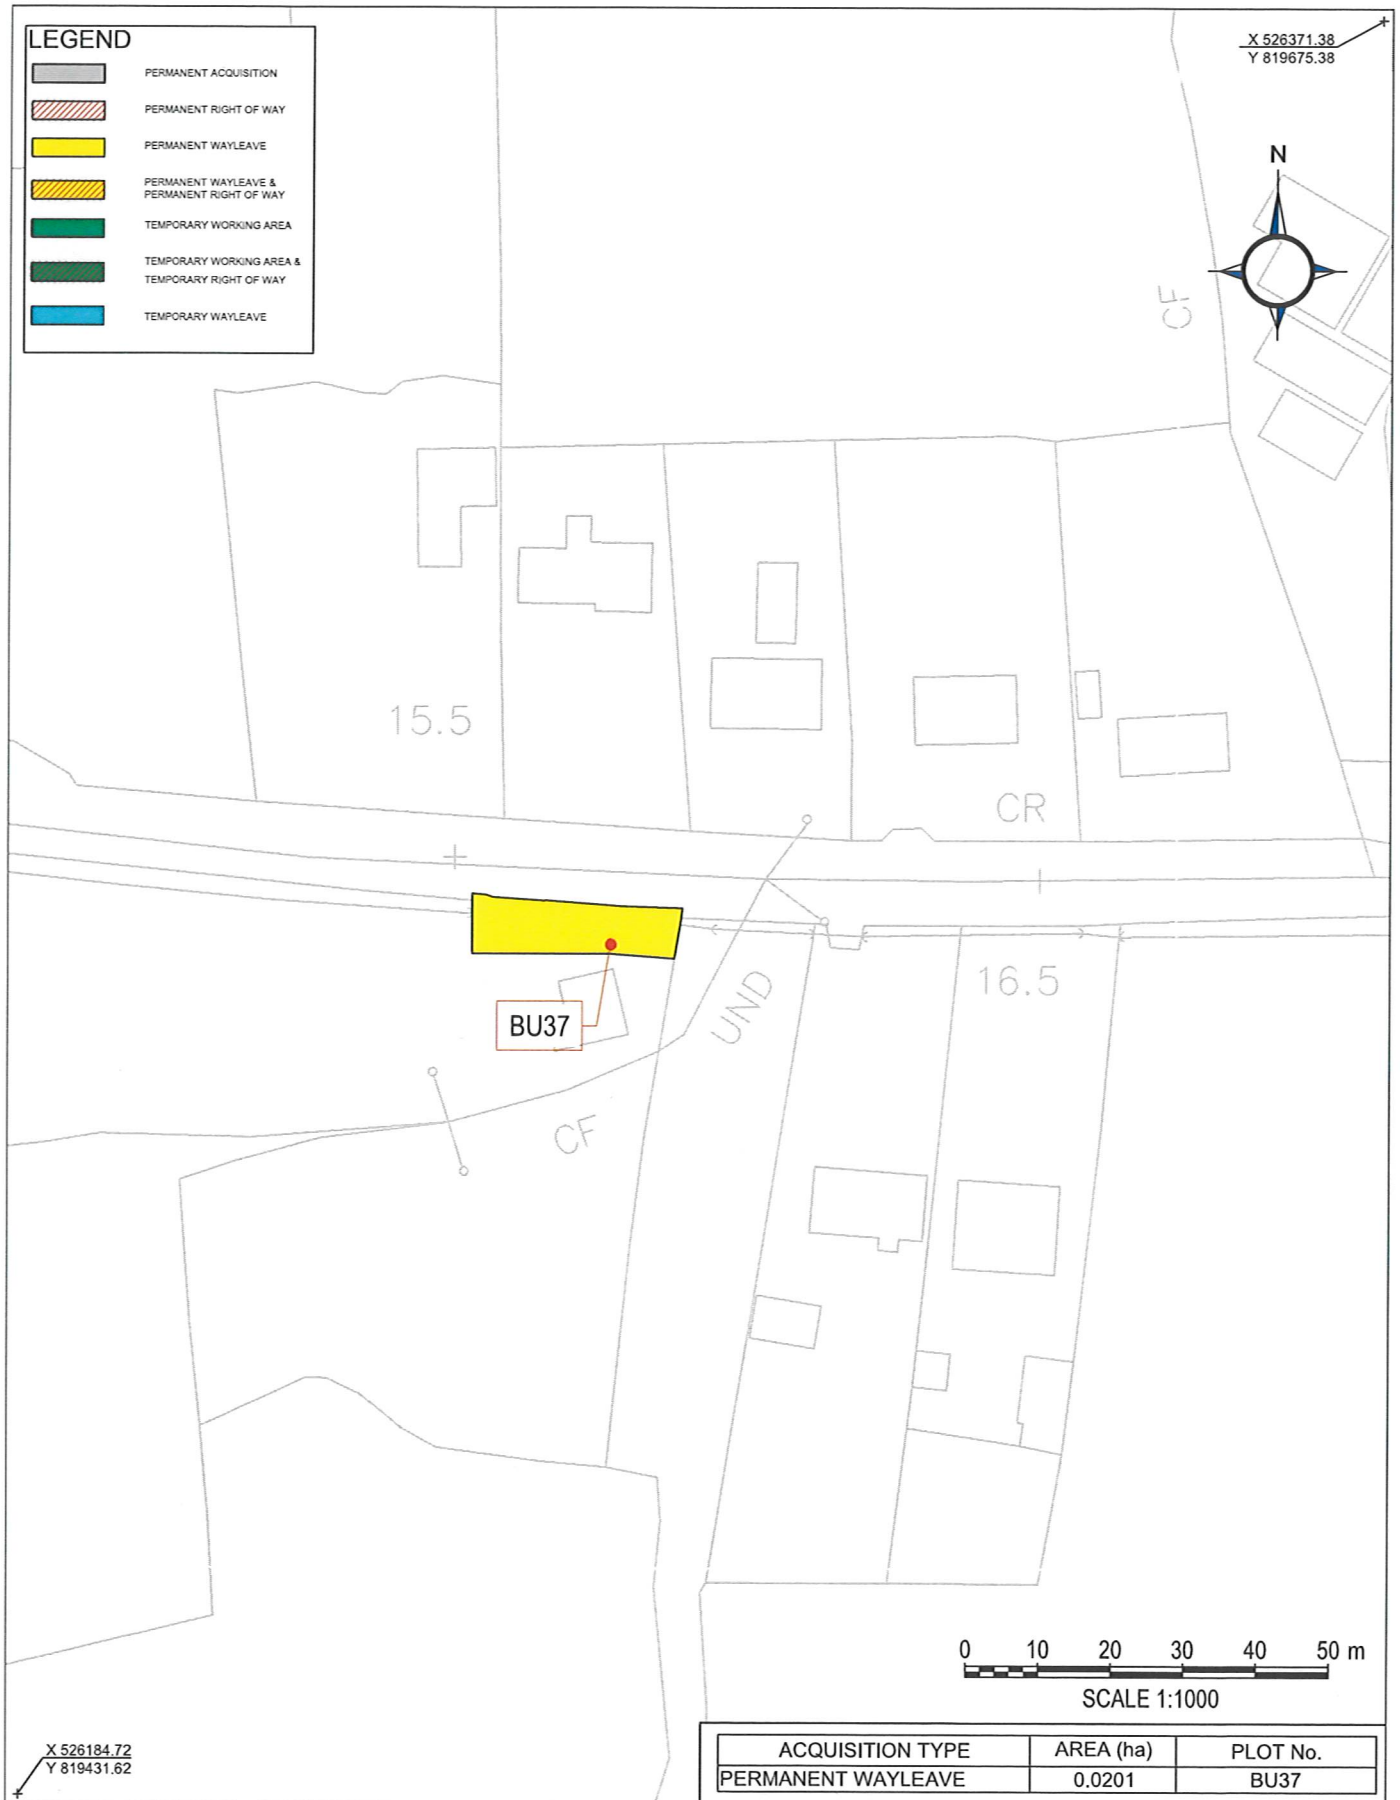 LEGEND
PERMANENT ACQUISITION
PERMANENT RIGHT OF WAY
PERMANENT WAYLEAVE
PERMANENT WAYLEAVE &
PERMANENT RIGHT OF WAY
TEMPORARY WORKING AREA
TEMPORARY WORKING AREA &
TEMPORARY RIGHT OF WAY
TEMPORARY WAYLEAVE
X 526371.38
Y 819675.38
N
CF
15.5
CR
16.5
UND
BU37
CF
0 10 20 30 40 50 m
SCALE 1:1000
X 526184.72
Y 819431.62
ACQUISITION TYPE AREA (ha) PLOT No.
PERMANENT WAYLEAVE 0.0201 BU37